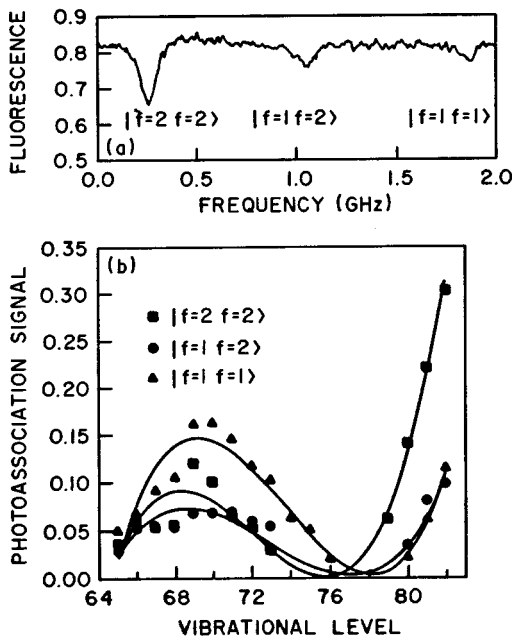 FLUORESCENCE
0.9
0.8
0.7
0.6
0.5
|f=2 f=2⟩
|f=1 f=2⟩
|f=1 f=1⟩
(a)
0.0 0.5 1.0 1.5 2.0
FREQUENCY (GHz)
PHOTOASSOCIATION SIGNAL
0.35
0.30
0.25
0.20
0.15
0.10
0.05
0.00
(b)
|f=2 f=2⟩
|f=1 f=2⟩
|f=1 f=1⟩
64 68 72 76 80
VIBRATIONAL LEVEL